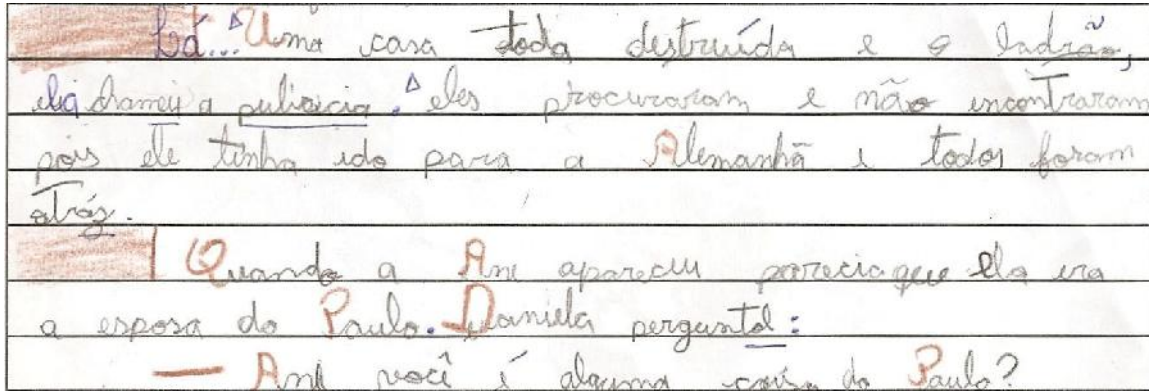 Lá... Uma casa toda destruída e o ladrão,
ela chamou a puliaicia. eles procuraram e não encontraram
pois ele tinha ido para a Alemanhã e todos foram
atráz.
Quando a Ane apareceu parecia que ela era
a esposa do Paulo. Daniela perguntol:
— Ane você é alguma coisa do Paulo?